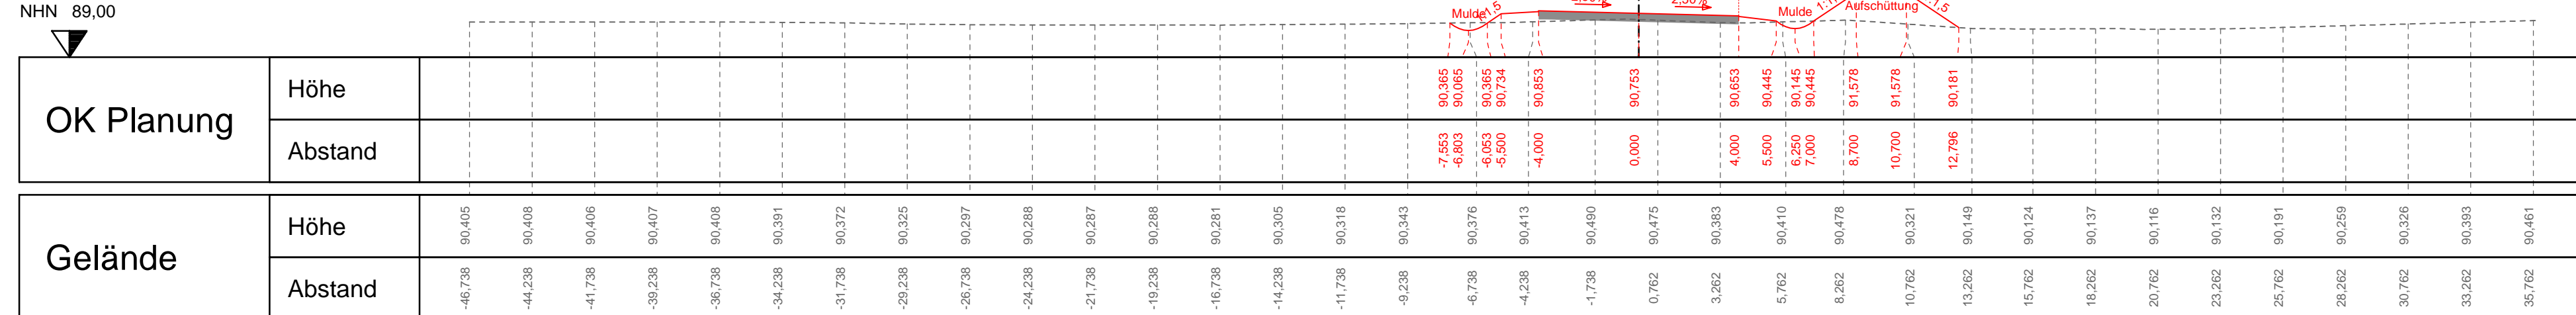 NHN 89,00
Mulde
Mulde
Aufschüttung
OK Planung
Höhe
90,365 90,065 90,365 90,734 90,853 90,753 90,653 90,445 90,145 90,445 91,578 91,578 90,181
Abstand
-7,553 -6,803 -6,053 -5,500 -4,000 0,000 4,000 5,500 6,250 7,000 8,700 10,700 12,796
Gelände
Höhe
90,405 90,408 90,406 90,407 90,408 90,391 90,372 90,325 90,297 90,288 90,287 90,288 90,281 90,305 90,318 90,343 90,376 90,413 90,490 90,475 90,383 90,410 90,478 90,321 90,149 90,124 90,137 90,116 90,132 90,191 90,259 90,326 90,393 90,461
Abstand
-46,738 -44,238 -41,738 -39,238 -36,738 -34,238 -31,738 -29,238 -26,738 -24,238 -21,738 -19,238 -16,738 -14,238 -11,738 -9,238 -6,738 -4,238 -1,738 0,762 3,262 5,762 8,262 10,762 13,262 15,762 18,262 20,762 23,262 25,762 28,262 30,762 33,262 35,762